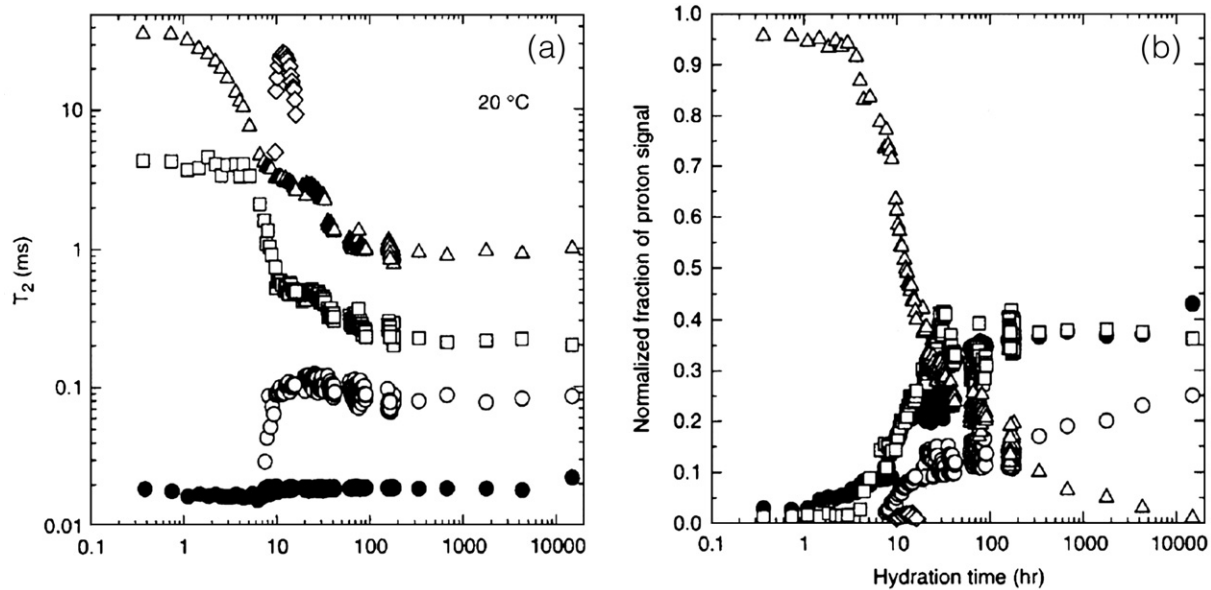 (a)
20 °C
10
1
0.1
0.01
T2 (ms)
0.1 1 10 100 1000 10000
(b)
1.0
0.9
0.8
0.7
0.6
0.5
0.4
0.3
0.2
0.1
0.0
Normalized fraction of proton signal
0.1 1 10 100 1000 10000
Hydration time (hr)